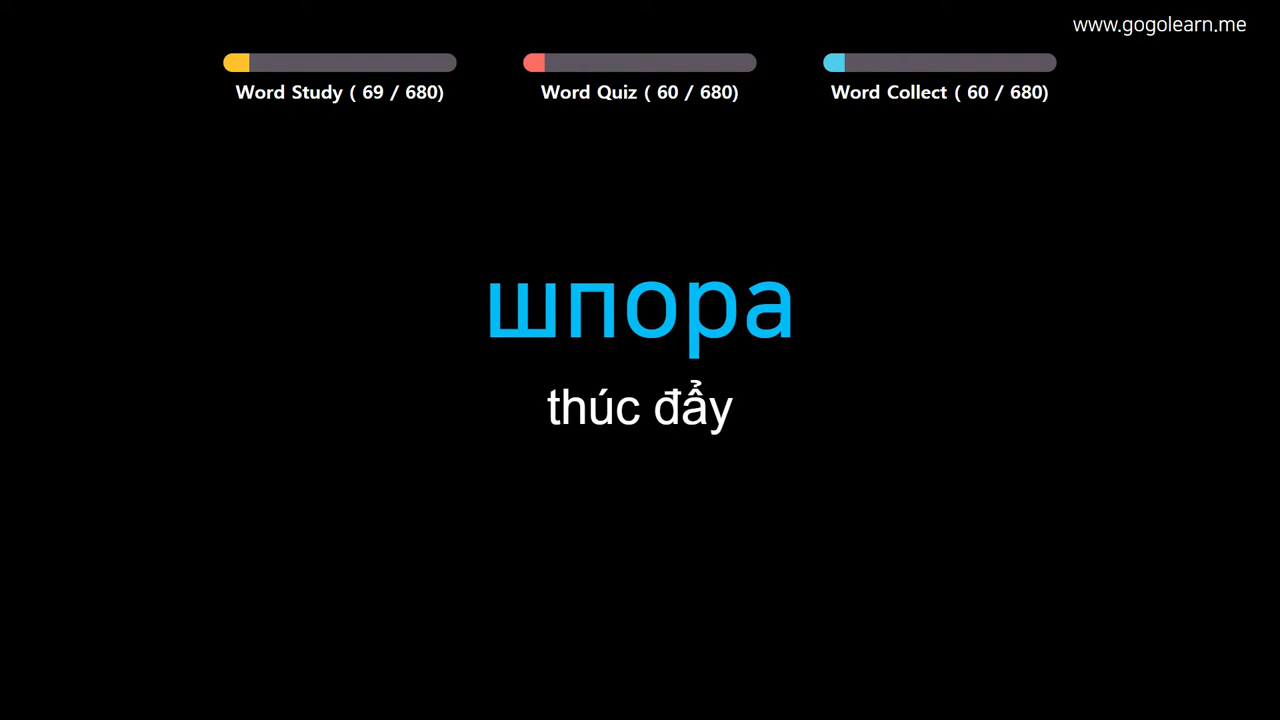 www.gogolearn.me
Word Study ( 69 / 680)
Word Quiz ( 60 / 680)
Word Collect ( 60 / 680)
шпора
thúc đẩy